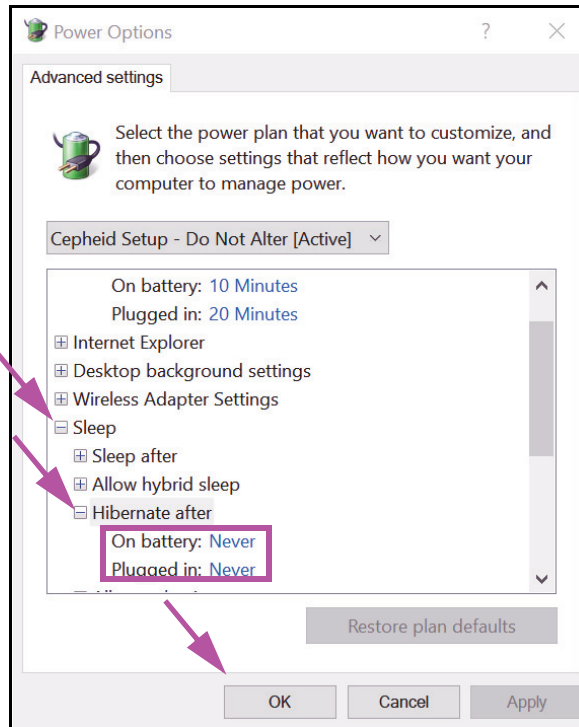 Power Options
?
Advanced settings
Select the power plan that you want to customize, and
then choose settings that reflect how you want your
computer to manage power.
Cepheid Setup - Do Not Alter [Active]
On battery: 10 Minutes
Plugged in: 20 Minutes
Internet Explorer
Desktop background settings
Wireless Adapter Settings
Sleep
Sleep after
Allow hybrid sleep
Hibernate after
On battery: Never
Plugged in: Never
Restore plan defaults
OK Cancel Apply